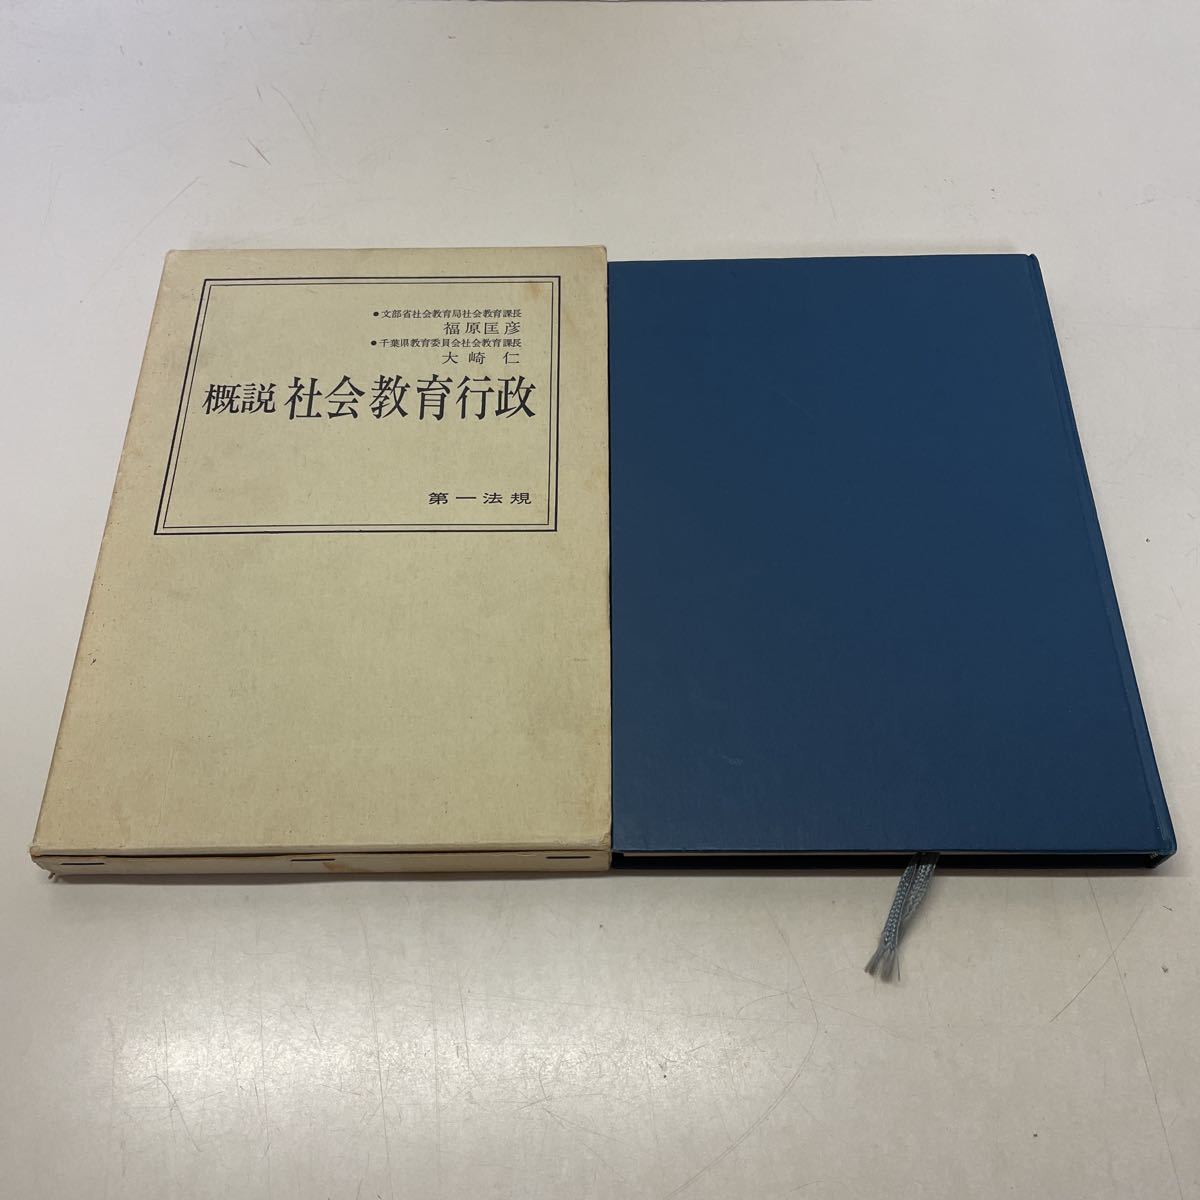 ●文部省社会教育局社会教育課長
福原匡彦
●千葉県教育委員会社会教育課長
大崎 仁
概説 社会教育行政
第一法規